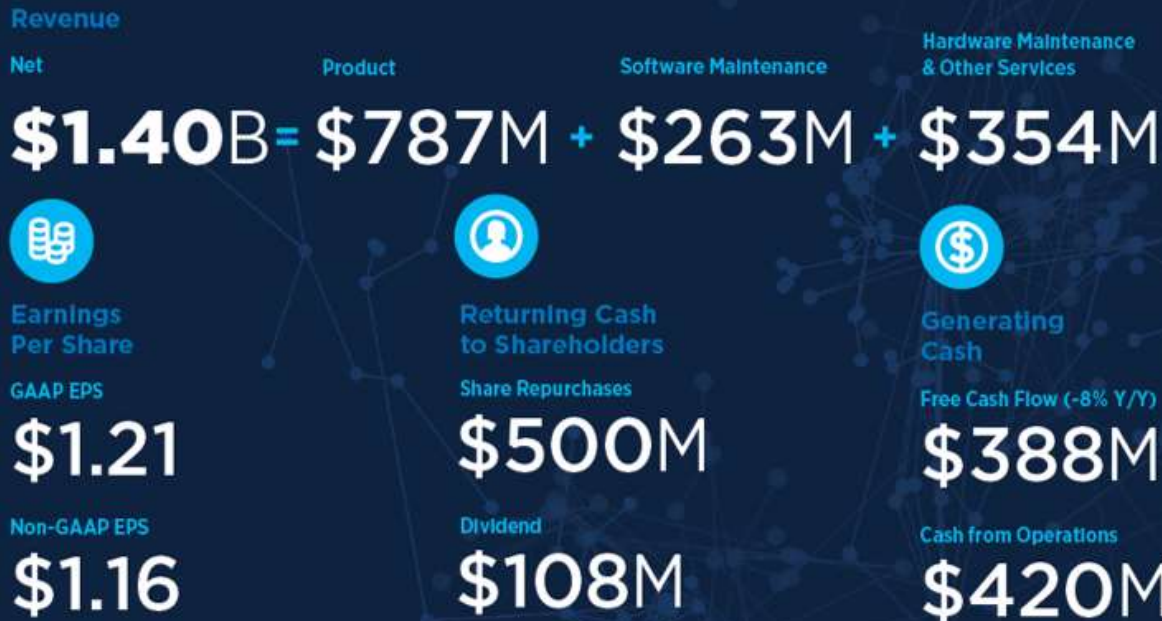 Revenue
Net
Product
Software Maintenance
Hardware Maintenance
& Other Services
$1.40B = $787M + $263M + $354M
Earnings
Per Share
GAAP EPS
$1.21
Non-GAAP EPS
$1.16
Returning Cash
to Shareholders
Share Repurchases
$500M
Dividend
$108M
Generating
Cash
Free Cash Flow (-8% Y/Y)
$388M
Cash from Operations
$420M